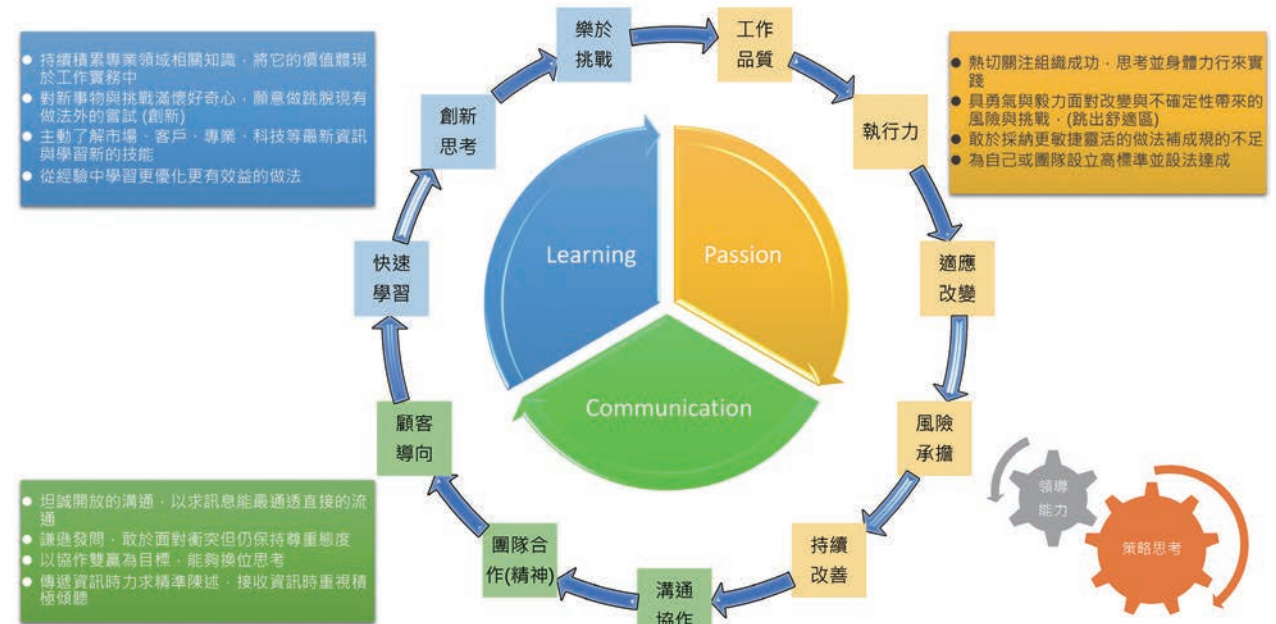 ● 持續積累專業領域相關知識，將它的價值體現
於工作實務中
● 對新事物與挑戰滿懷好奇心，願意做跳脫現有
做法外的嘗試 (創新)
● 主動了解市場、客戶、專業、科技等最新資訊
與學習新的技能
● 從經驗中學習更優化更有效益的做法
樂於
挑戰
工作
品質
● 熱切關注組織成功，思考並身體力行來實
踐
● 具勇氣與毅力面對改變與不確定性帶來的
風險與挑戰，(跳出舒適區)
● 敢於採納更敏捷靈活的做法補成規的不足
● 為自己或團隊設立高標準並設法達成
創新
思考
執行力
快速
學習
Learning
Passion
適應
改變
Communication
顧客
導向
風險
承擔
● 坦誠開放的溝通，以求訊息能最通透直接的流
通
● 謙遜發問，敢於面對衝突但仍保持尊重態度
● 以協作雙贏為目標，能夠換位思考
● 傳遞資訊時力求精準陳述，接收資訊時重視積
極傾聽
團隊合
作(精神)
溝通
協作
持續
改善
領導
能力
策略思考